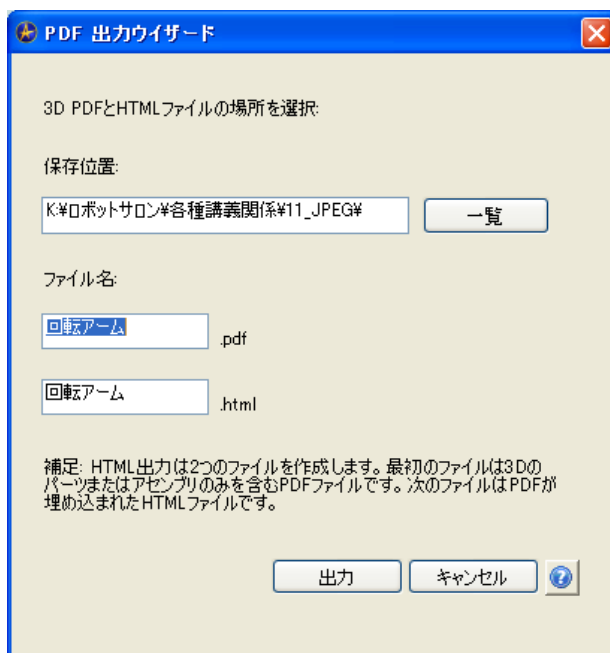 PDF 出力ウイザード
3D PDFとHTMLファイルの場所を選択:
保存位置:
K:¥ロボットサロン¥各種講義関係¥11_JPEG¥
一覧
ファイル名:
回転アーム .pdf
回転アーム .html
補足: HTML出力は2つのファイルを作成します。最初のファイルは3Dの
パーツまたはアセンブリのみを含むPDFファイルです。次のファイルはPDFが
埋め込まれたHTMLファイルです。
出力 キャンセル